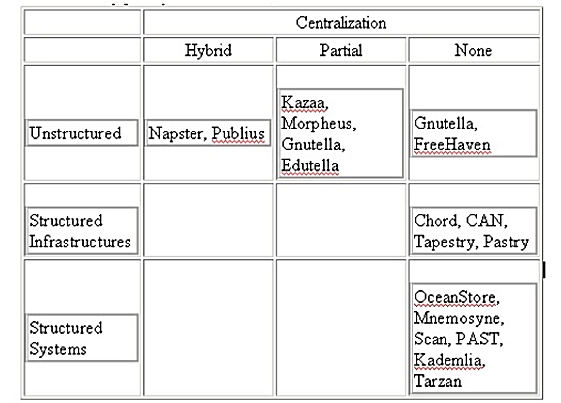 Centralization
Hybrid Partial None
Unstructured
Napster, Publius
Kazaa,
Morpheus,
Gnutella,
Edutella
Gnutella,
FreeHaven
Structured
Infrastructures
Chord, CAN,
Tapestry, Pastry
Structured
Systems
OceanStore,
Mnemosyne,
Scan, PAST,
Kademlia,
Tarzan